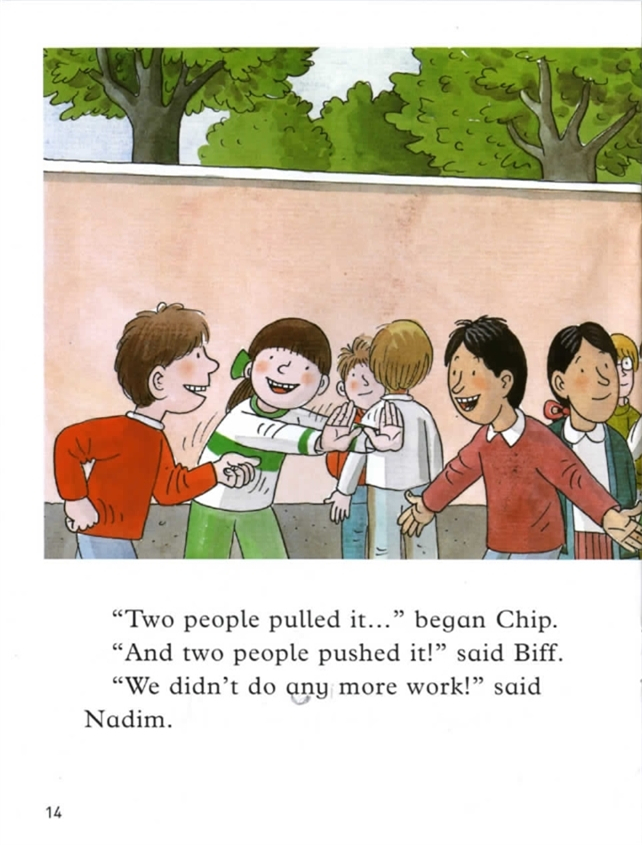 “Two people pulled it...” began Chip.
“And two people pushed it!” said Biff.
“We didn’t do any more work!” said
Nadim.
14